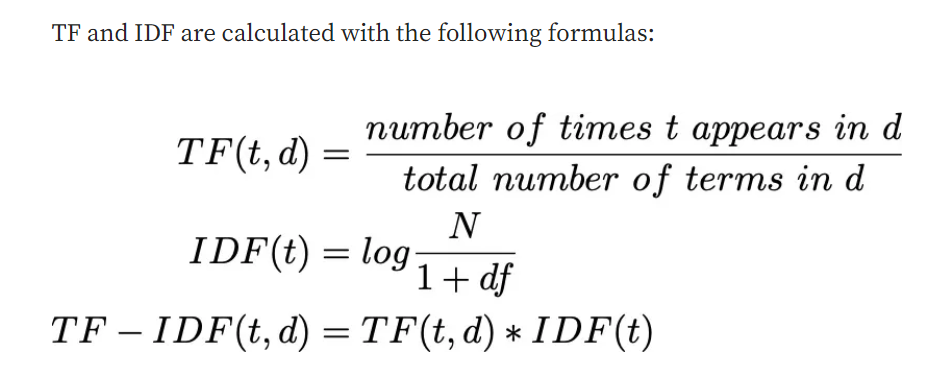 TF and IDF are calculated with the following formulas:
TF(t, d) = number of times t appears in d / total number of terms in d
IDF(t) = log N / 1 + df
TF − IDF(t, d) = TF(t, d) * IDF(t)